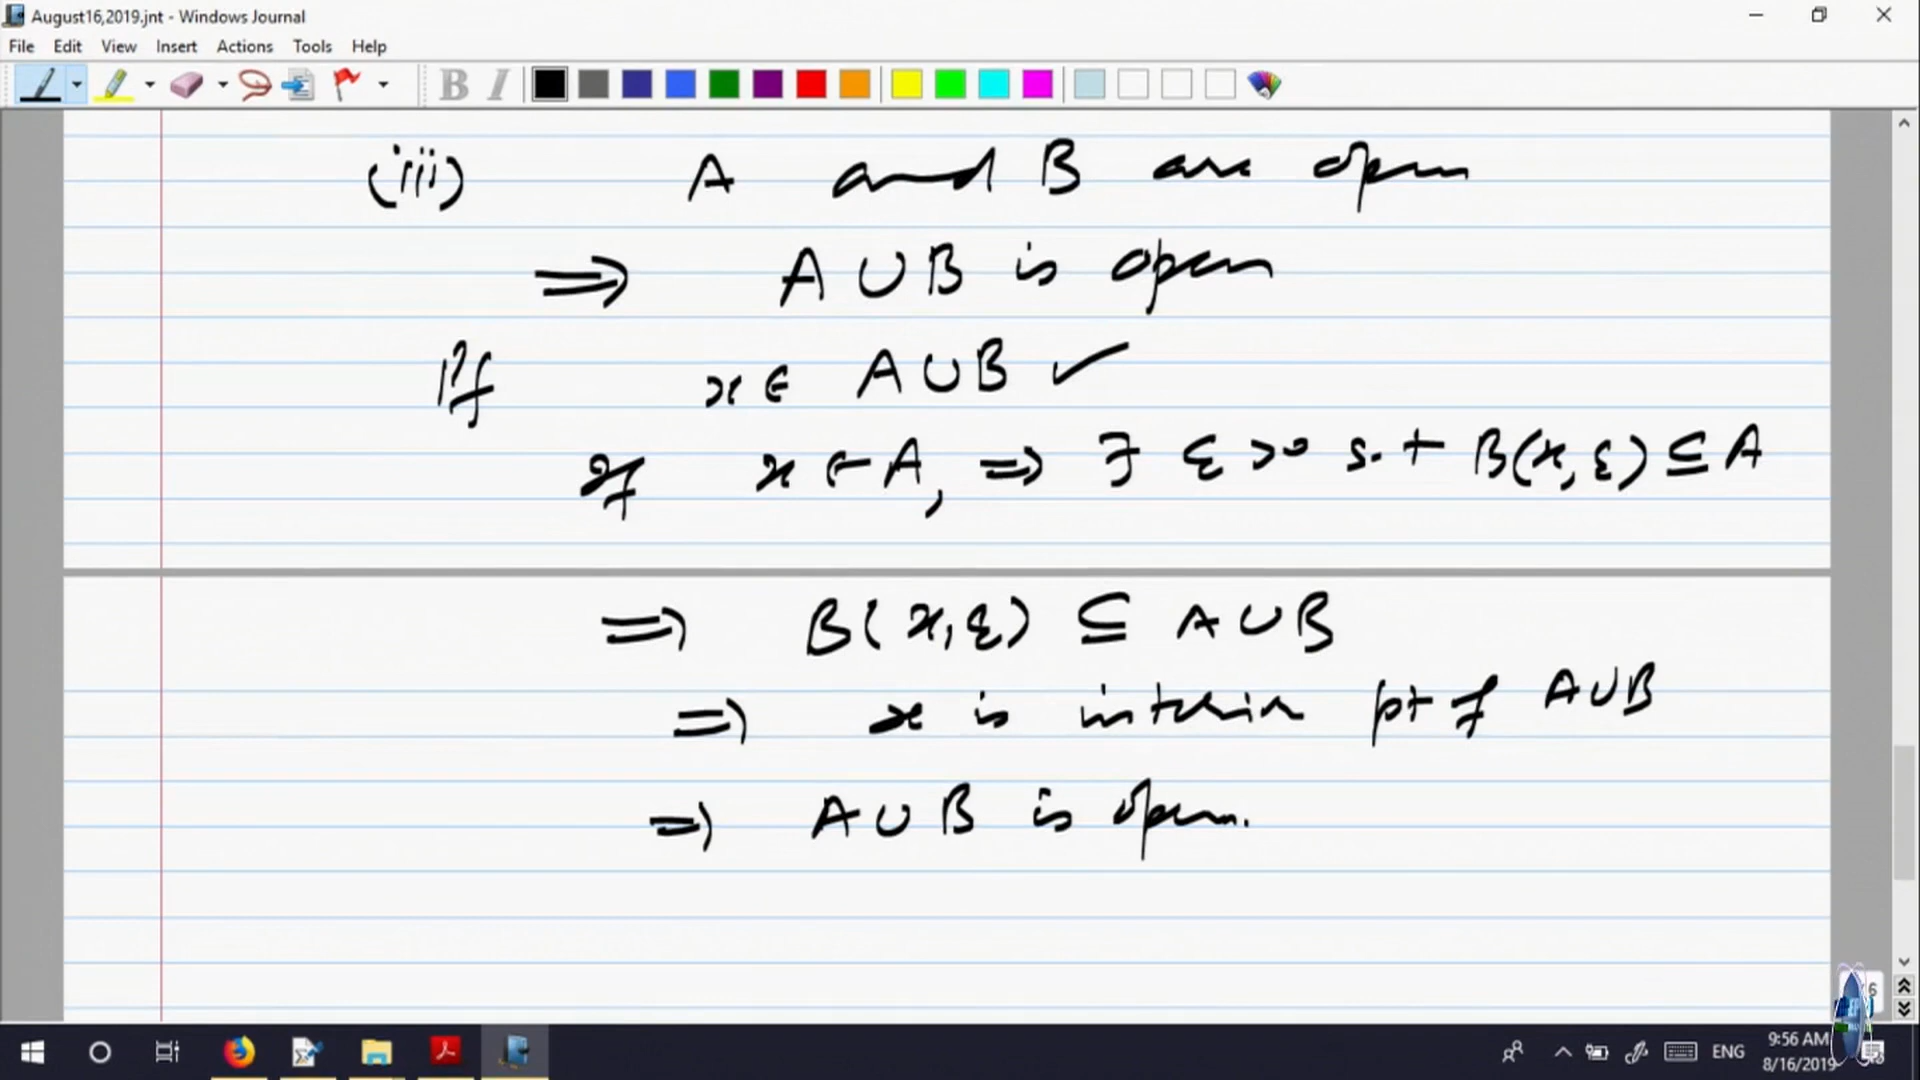 August16,2019.jnt - Windows Journal
File Edit View Insert Actions Tools Help
B I
(iii) A and B are open
⇒ A ∪ B is open
Pf x ∈ A ∪ B ✓
If x ∈ A, ⇒ ∃ ε > 0 s.t B(x, ε) ⊆ A
⇒ B(x, ε) ⊆ A ∪ B
⇒ x is interior pt of A ∪ B
⇒ A ∪ B is open.
ENG
9:56 AM
8/16/2019